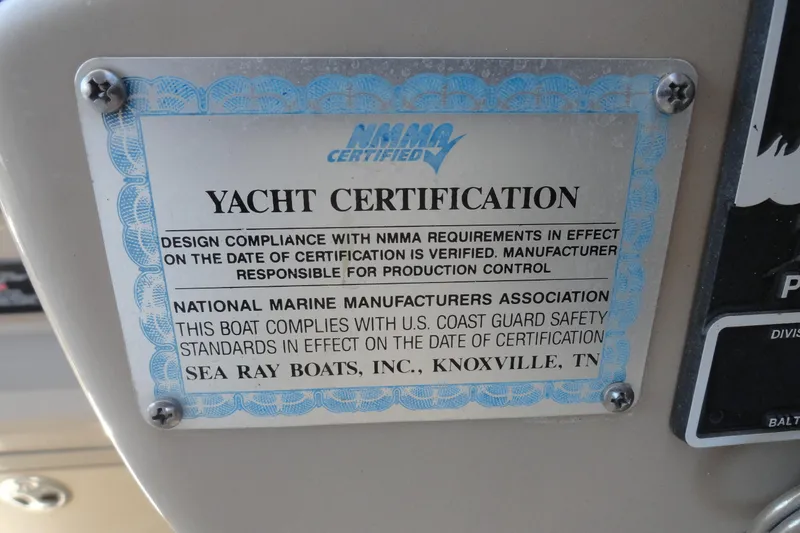 NMMA
CERTIFIED
YACHT CERTIFICATION
DESIGN COMPLIANCE WITH NMMA REQUIREMENTS IN EFFECT
ON THE DATE OF CERTIFICATION IS VERIFIED. MANUFACTURER
RESPONSIBLE FOR PRODUCTION CONTROL
NATIONAL MARINE MANUFACTURERS ASSOCIATION
THIS BOAT COMPLIES WITH U.S. COAST GUARD SAFETY
STANDARDS IN EFFECT ON THE DATE OF CERTIFICATION
SEA RAY BOATS, INC., KNOXVILLE, TN
P
DIVIS
BALT